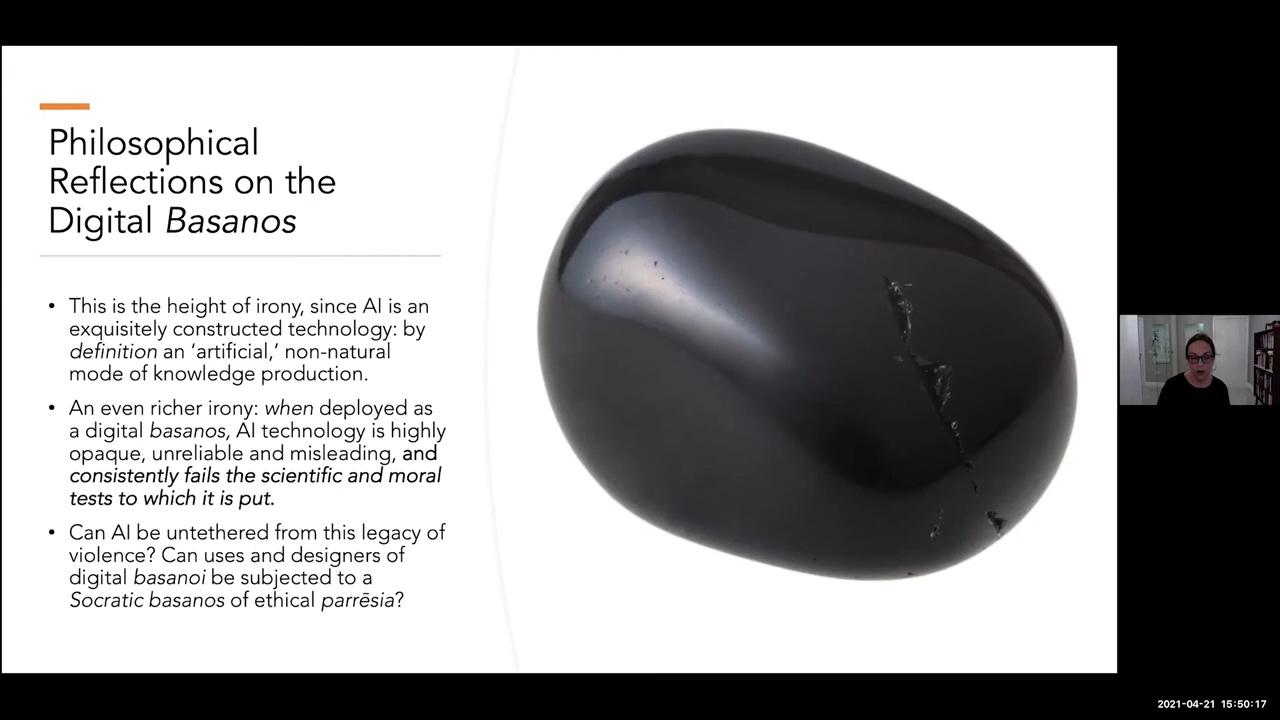 Philosophical
Reflections on the
Digital Basanos
• This is the height of irony, since AI is an
exquisitely constructed technology: by
definition an ‘artificial,’ non-natural
mode of knowledge production.
• An even richer irony: when deployed as
a digital basanos, AI technology is highly
opaque, unreliable and misleading, and
consistently fails the scientific and moral
tests to which it is put.
• Can AI be untethered from this legacy of
violence? Can uses and designers of
digital basanoi be subjected to a
Socratic basanos of ethical parrēsia?
2021-04-21 15:50:17